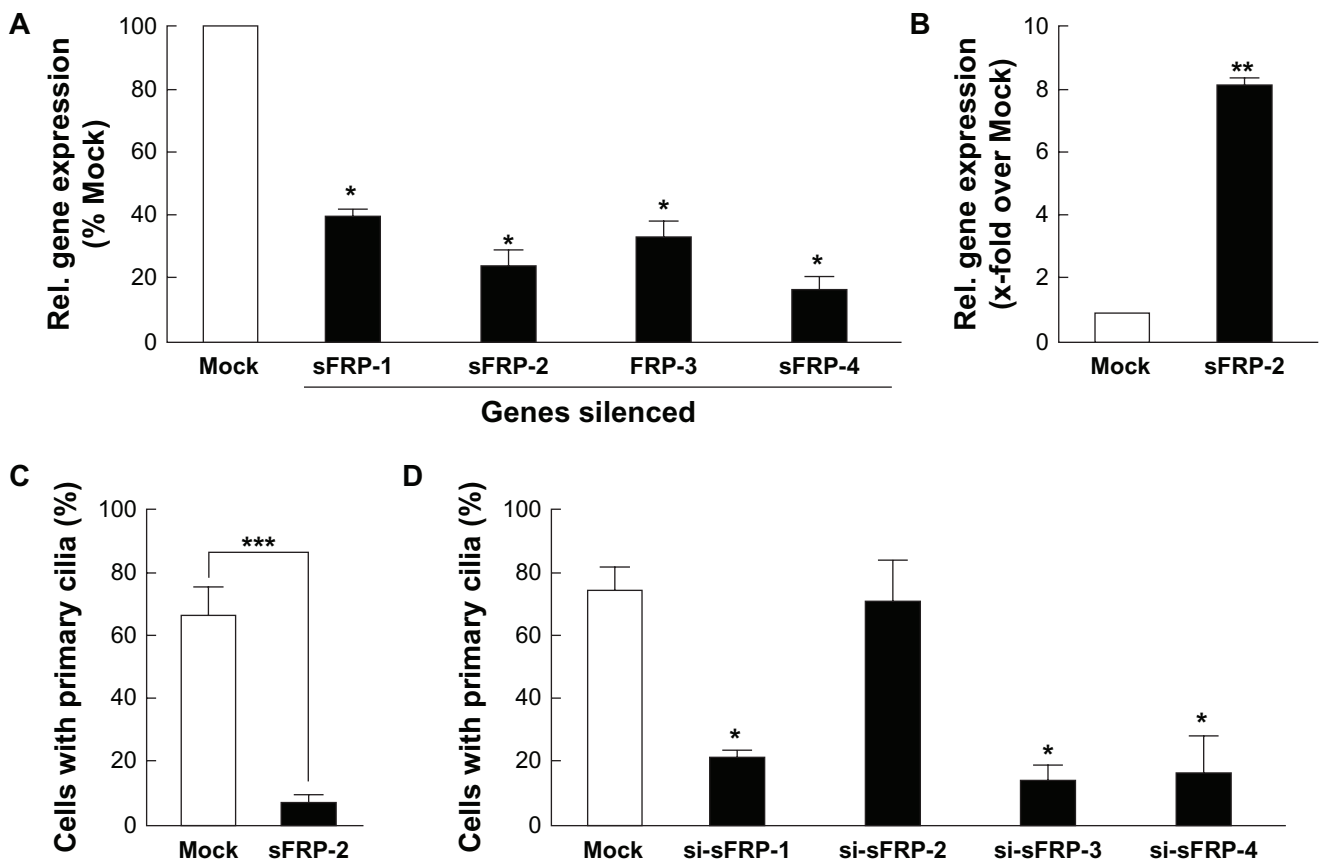 A
Rel. gene expression
(% Mock)
100
80
60
40
20
0
*
*
*
*
Mock
sFRP-1
sFRP-2
FRP-3
sFRP-4
Genes silenced
B
Rel. gene expression
(x-fold over Mock)
10
8
6
4
2
0
**
Mock
sFRP-2
C
Cells with primary cilia (%)
100
80
60
40
20
0
***
Mock
sFRP-2
D
Cells with primary cilia (%)
100
80
60
40
20
0
*
*
*
Mock
si-sFRP-1
si-sFRP-2
si-sFRP-3
si-sFRP-4